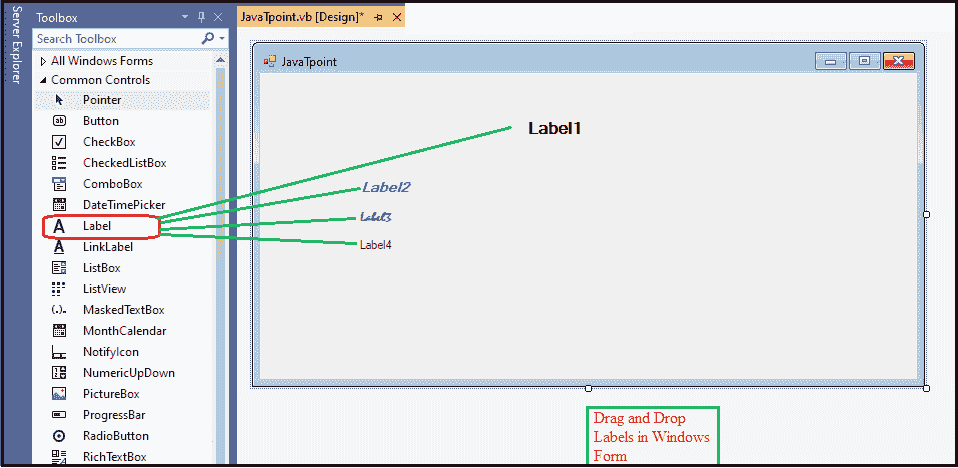 Server Explorer
Toolbox
Search Toolbox
All Windows Forms
Common Controls
Pointer
Button
CheckBox
CheckedListBox
ComboBox
DateTimePicker
Label
LinkLabel
ListBox
ListView
MaskedTextBox
MonthCalendar
NotifyIcon
NumericUpDown
PictureBox
ProgressBar
RadioButton
RichTextBox
JavaTpoint.vb [Design]*
JavaTpoint
Label1
Label2
Label3
Label4
Drag and Drop
Labels in Windows
Form